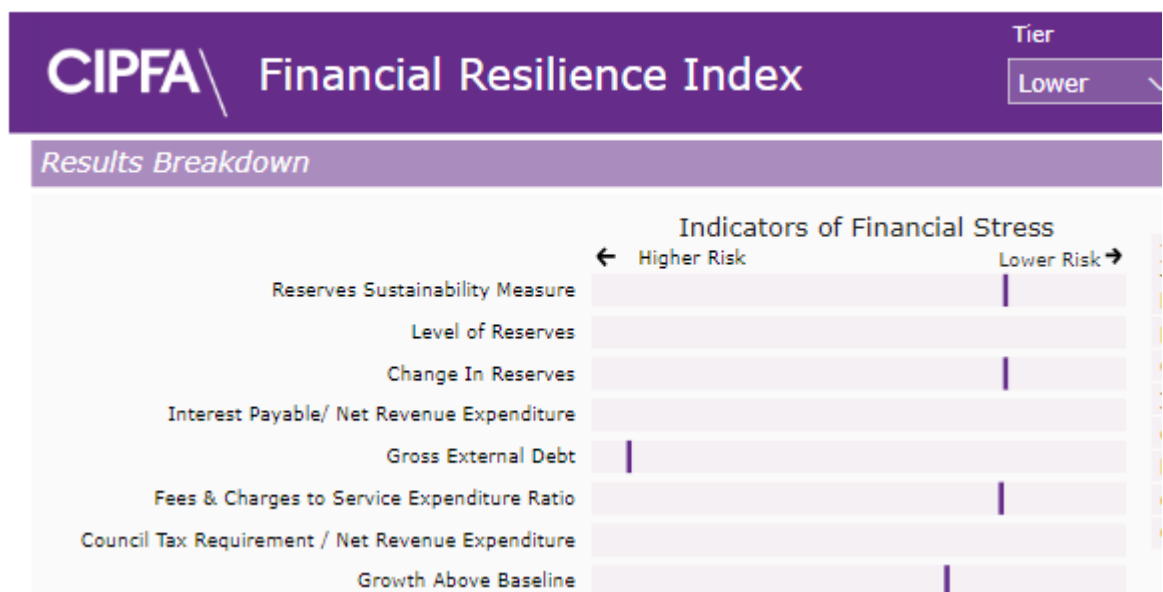 Tier
CIPFA\ Financial Resilience Index
Lower
Results Breakdown
Indicators of Financial Stress
← Higher Risk Lower Risk →
Reserves Sustainability Measure
Level of Reserves
Change In Reserves
Interest Payable/ Net Revenue Expenditure
Gross External Debt
Fees & Charges to Service Expenditure Ratio
Council Tax Requirement / Net Revenue Expenditure
Growth Above Baseline